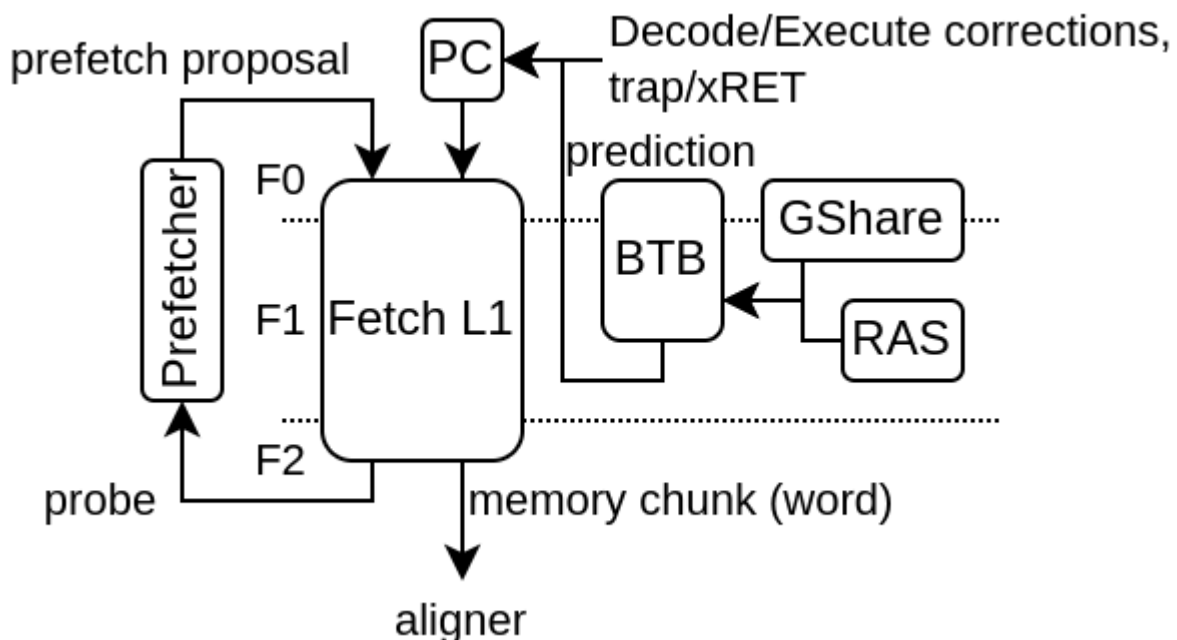 Decode/Execute corrections,
trap/xRET
PC
prefetch proposal
prediction
F0
Prefetcher
GShare
BTB
F1
Fetch L1
RAS
F2
probe
memory chunk (word)
aligner